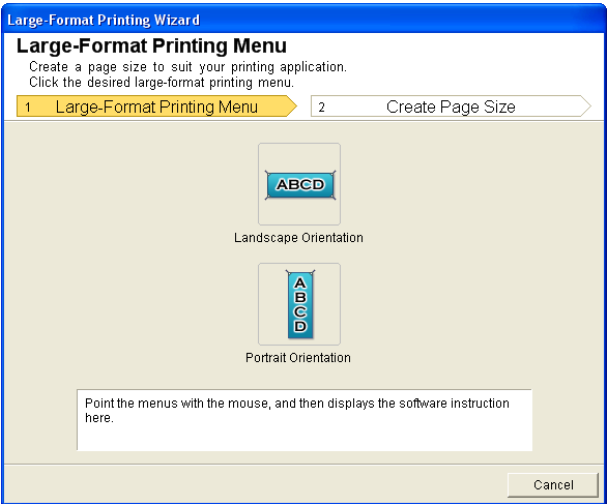 Large-Format Printing Wizard
Large-Format Printing Menu
Create a page size to suit your printing application.
Click the desired large-format printing menu.
1 Large-Format Printing Menu 2 Create Page Size
ABCD
Landscape Orientation
A
B
C
D
Portrait Orientation
Point the menus with the mouse, and then displays the software instruction
here.
Cancel